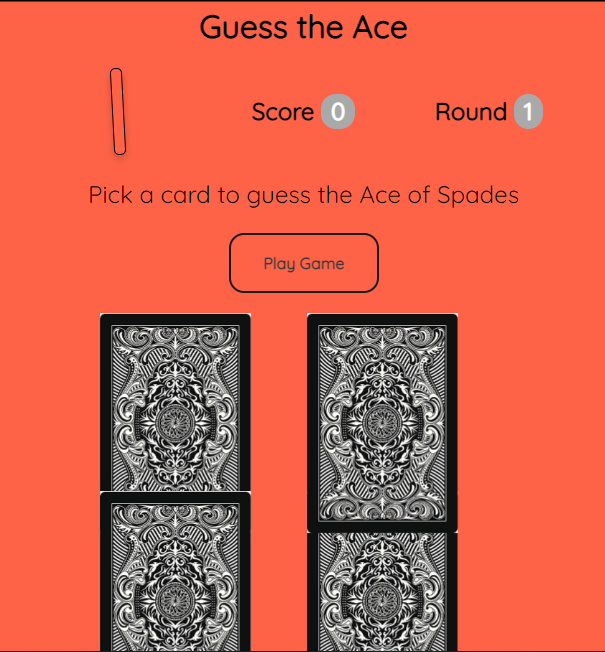 Guess the Ace
Score 0
Round 1
Pick a card to guess the Ace of Spades
Play Game